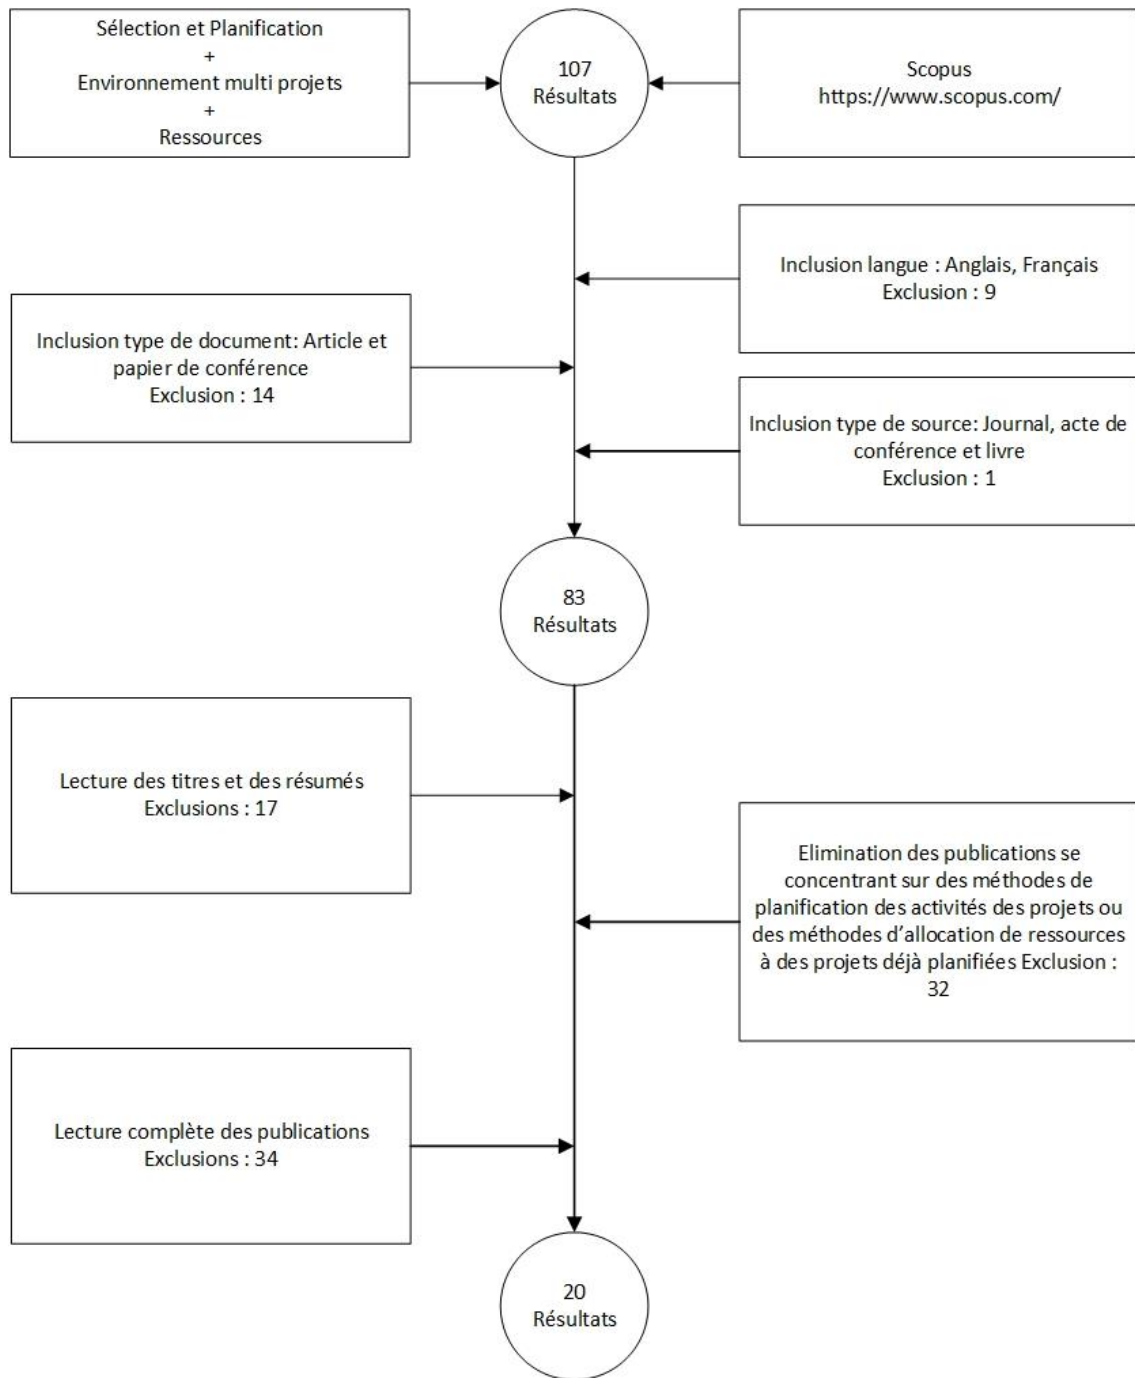 Sélection et Planification
+
Environnement multi projets
+
Ressources
107
Résultats
Scopus
https://www.scopus.com/
Inclusion langue : Anglais, Français
Exclusion : 9
Inclusion type de document: Article et
papier de conférence
Exclusion : 14
Inclusion type de source: Journal, acte de
conférence et livre
Exclusion : 1
83
Résultats
Lecture des titres et des résumés
Exclusions : 17
Elimination des publications se
concentrant sur des méthodes de
planification des activités des projets ou
des méthodes d’allocation de ressources
à des projets déjà planifiées Exclusion :
32
Lecture complète des publications
Exclusions : 34
20
Résultats